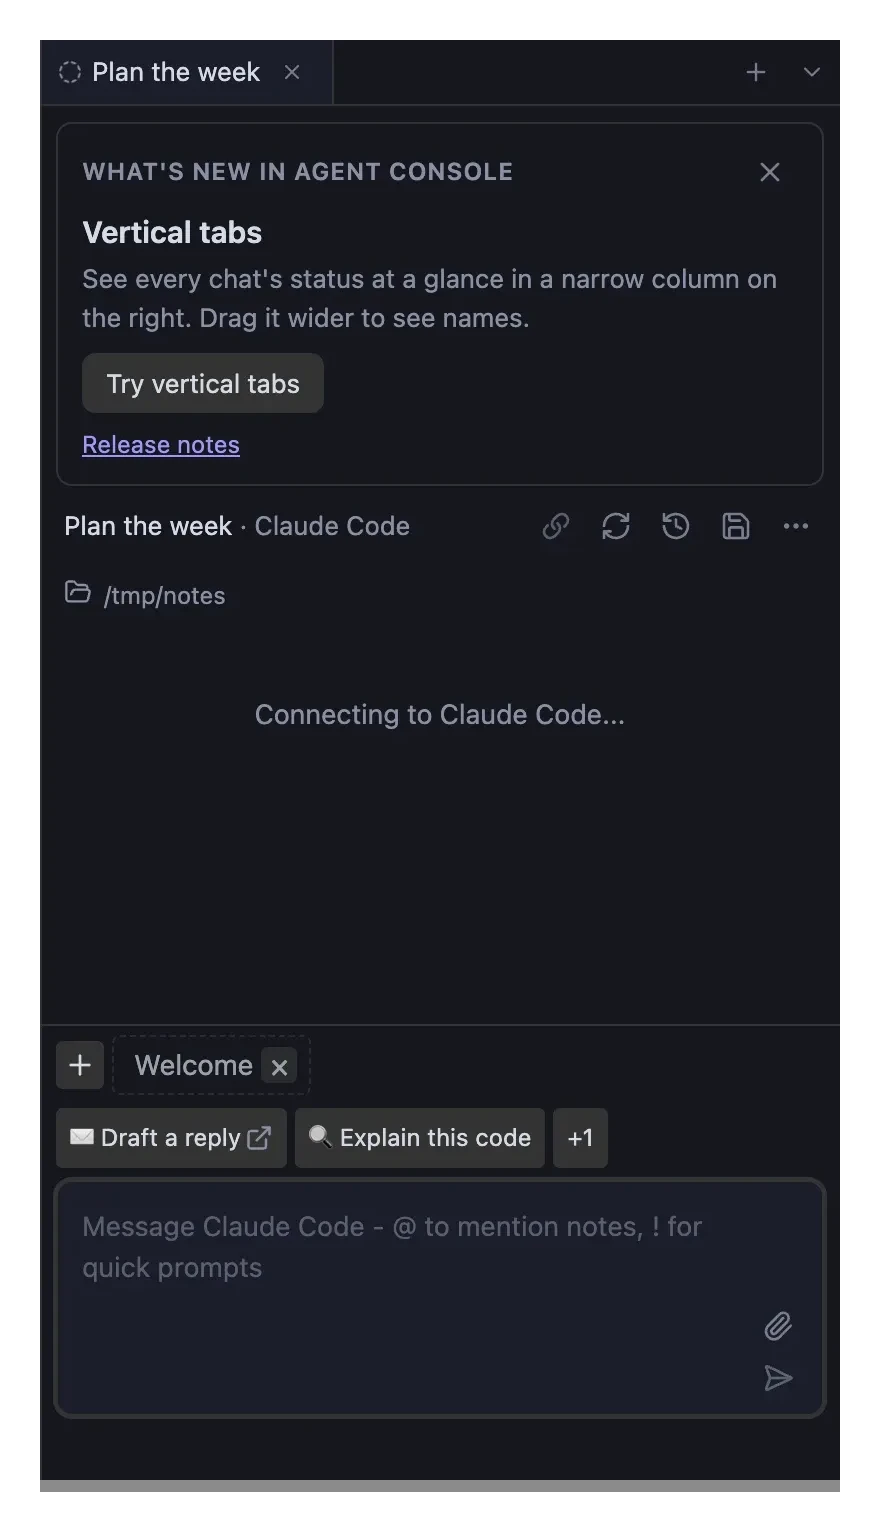 Plan the week
WHAT'S NEW IN AGENT CONSOLE
Vertical tabs
See every chat's status at a glance in a narrow column on
the right. Drag it wider to see names.
Try vertical tabs
Release notes
Plan the week · Claude Code
/tmp/notes
Connecting to Claude Code...
Welcome
Draft a reply Explain this code +1
Message Claude Code - @ to mention notes, ! for
quick prompts